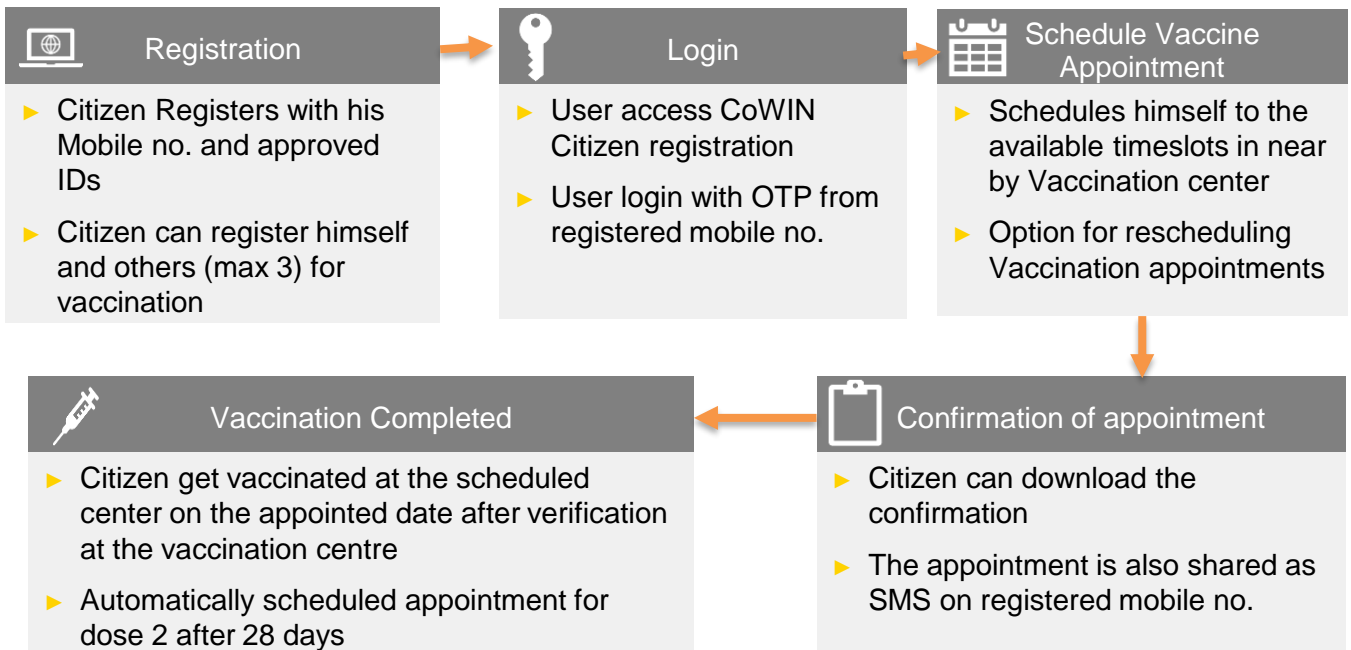 Registration
► Citizen Registers with his
Mobile no. and approved
IDs
► Citizen can register himself
and others (max 3) for
vaccination
Login
► User access CoWIN
Citizen registration
► User login with OTP from
registered mobile no.
Schedule Vaccine
Appointment
► Schedules himself to the
available timeslots in near
by Vaccination center
► Option for rescheduling
Vaccination appointments
Confirmation of appointment
► Citizen can download the
confirmation
► The appointment is also shared as
SMS on registered mobile no.
Vaccination Completed
► Citizen get vaccinated at the scheduled
center on the appointed date after verification
at the vaccination centre
► Automatically scheduled appointment for
dose 2 after 28 days